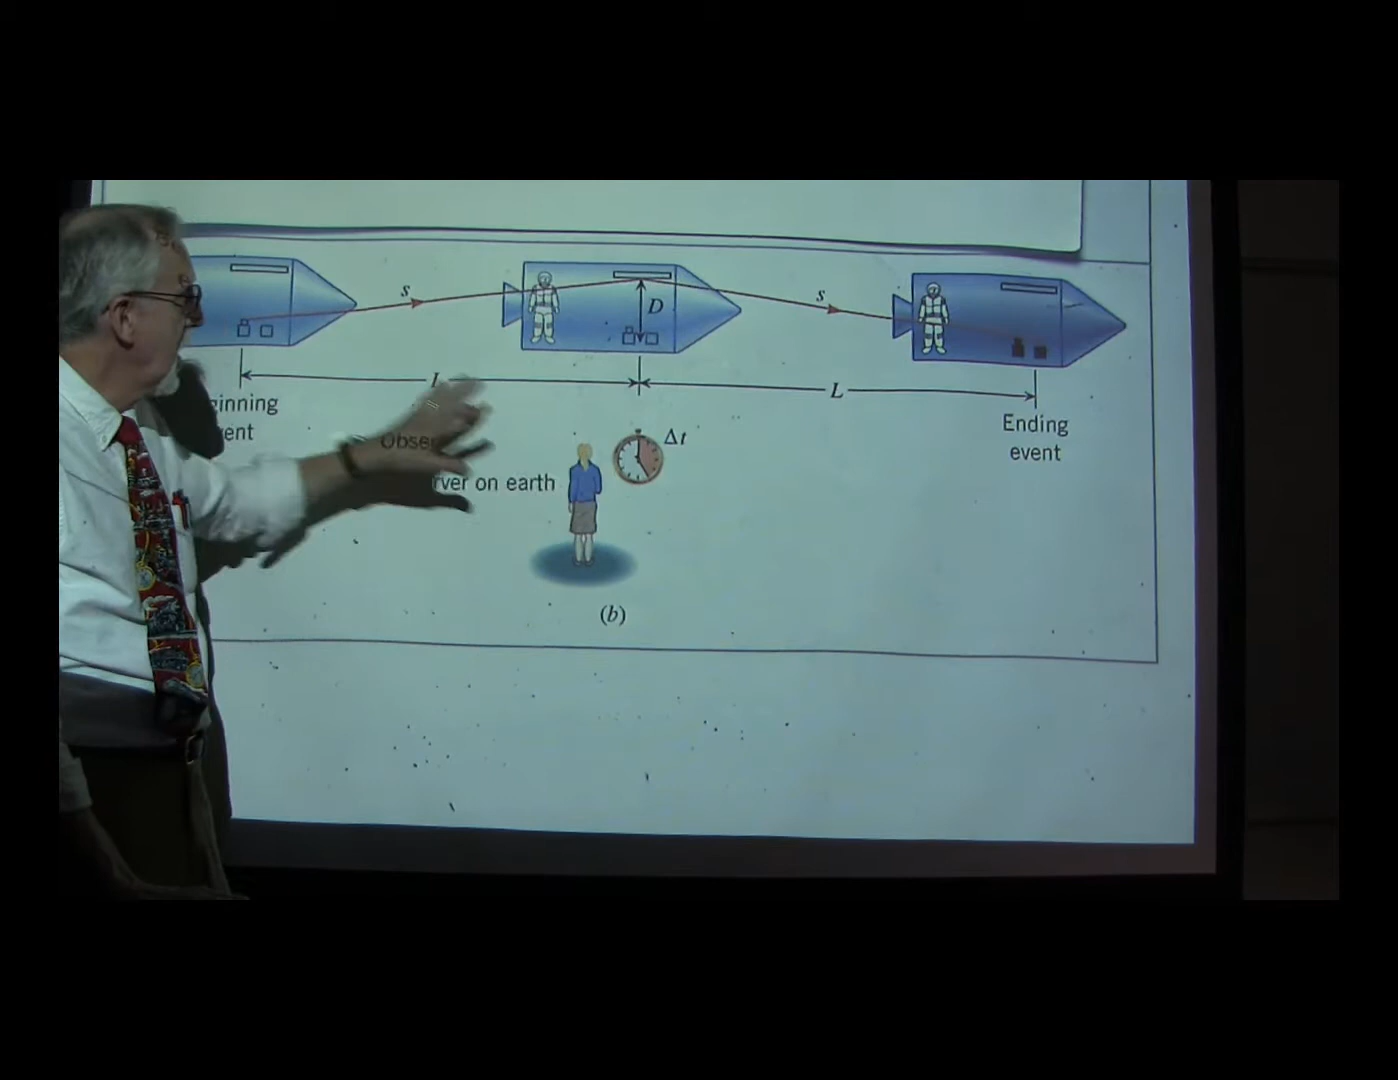 s
s
D
L
L
ginning
ent
Ending
event
Obse
Δt
rver on earth
(b)